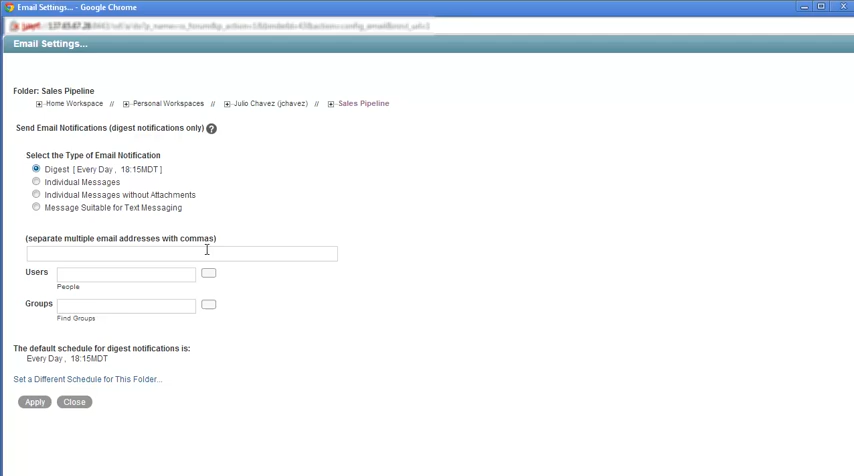 Email Settings... - Google Chrome
Email Settings...
Folder: Sales Pipeline
Home Workspace // Personal Workspaces // Julio Chavez (jchavez) // Sales Pipeline
Send Email Notifications (digest notifications only) ?
Select the Type of Email Notification
Digest [ Every Day , 18:15MDT ]
Individual Messages
Individual Messages without Attachments
Message Suitable for Text Messaging
(separate multiple email addresses with commas)
Users
People
Groups
Find Groups
The default schedule for digest notifications is:
Every Day , 18:15MDT
Set a Different Schedule for This Folder...
Apply Close